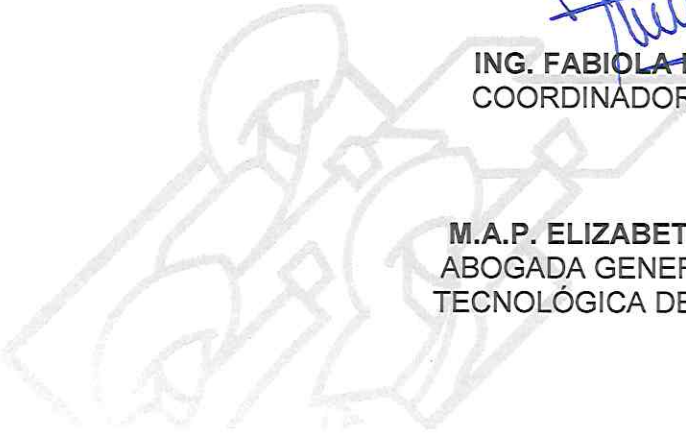 ING. FABIOLA
COORDINADOR
M.A.P. ELIZABET
ABOGADA GENER
TECNOLÓGICA DE